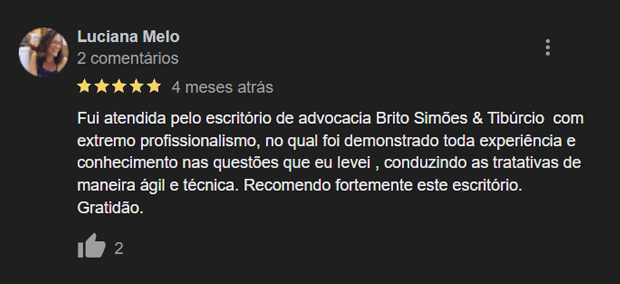 Luciana Melo
2 comentários
4 meses atrás
Fui atendida pelo escritório de advocacia Brito Simões & Tibúrcio  com
extremo profissionalismo, no qual foi demonstrado toda experiência e
conhecimento nas questões que eu levei , conduzindo as tratativas de
maneira ágil e técnica. Recomendo fortemente este escritório.
Gratidão.
2